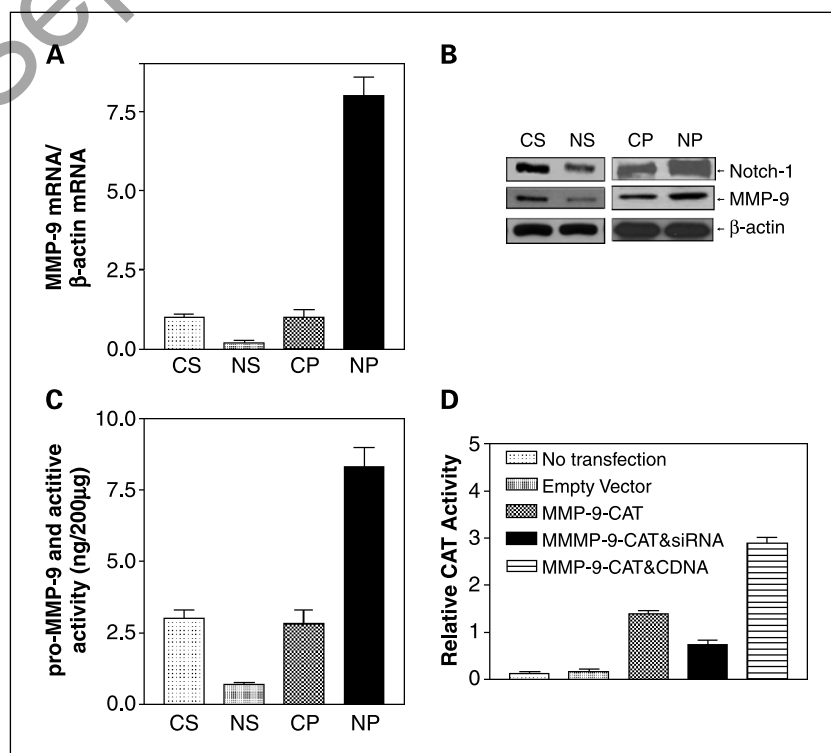 Sep
A
MMP-9 mRNA/
β-actin mRNA
7.5
5.0
2.5
0.0
CS NS CP NP
B
CS NS CP NP
Notch-1
MMP-9
β-actin
C
pro-MMP-9 and actitive
activity (ng/200μg)
10.0
7.5
5.0
2.5
0.0
CS NS CP NP
D
Relative CAT Activity
5
4
3
2
1
0
No transfection
Empty Vector
MMP-9-CAT
MMMP-9-CAT&siRNA
MMP-9-CAT&CDNA